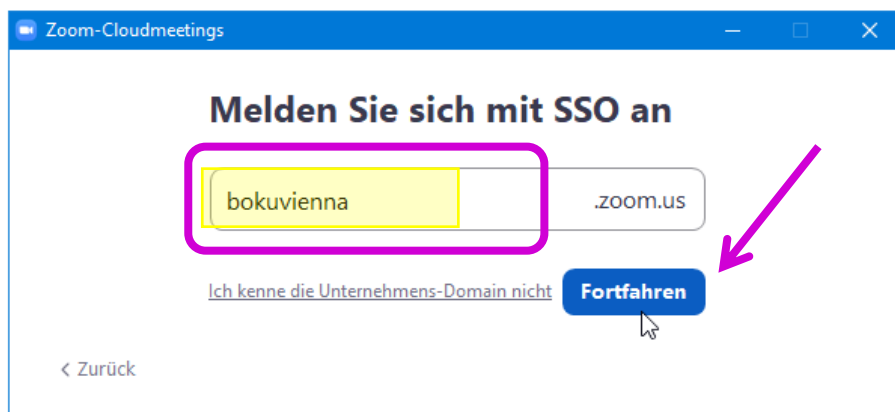 Zoom-Cloudmeetings
Melden Sie sich mit SSO an
bokuvienna .zoom.us
Ich kenne die Unternehmens-Domain nicht Fortfahren
< Zurück